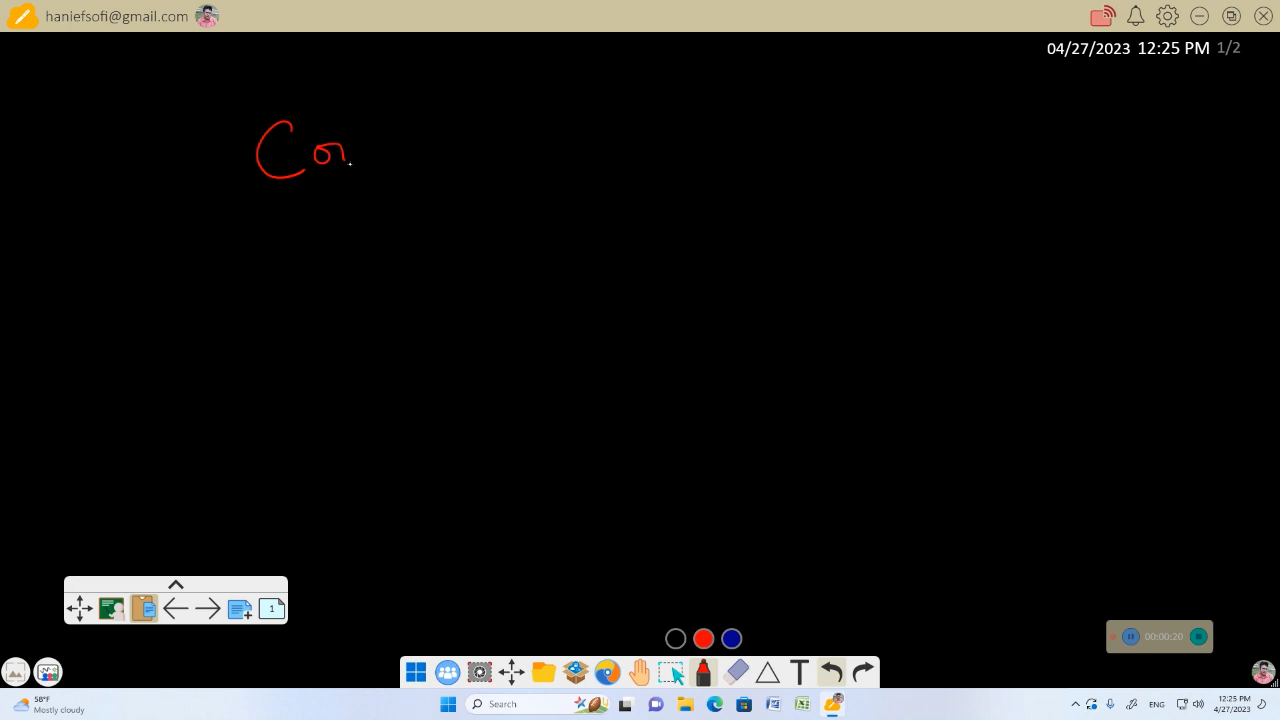 haniefsofi@gmail.com
04/27/2023 12:25 PM 1/2
Con
1
00:00:20
58°F
Mostly cloudy
Search
ENG
12:25 PM
4/27/2023